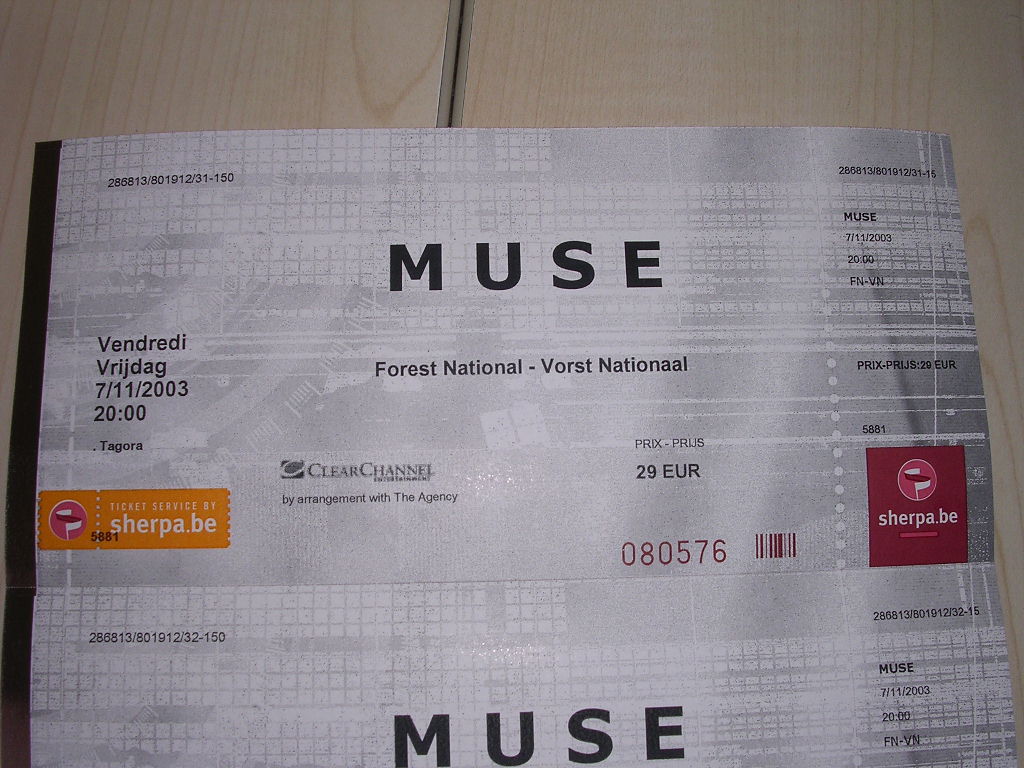 286813/801912/31-150
286813/801912/31-15
MUSE
MUSE
7/11/2003
20:00
FN-VN
Vendredi
Vrijdag
7/11/2003
20:00
Forest National - Vorst Nationaal
PRIX-PRIJS:29 EUR
. Tagora
PRIX - PRIJS
29 EUR
5881
CLEARCHANNEL
ENTERTAINMENT
by arrangement with The Agency
TICKET SERVICE BY
sherpa.be
5881
080576
sherpa.be
286813/801912/32-150
286813/801912/32-15
MUSE
MUSE
7/11/2003
20:00
FN-VN